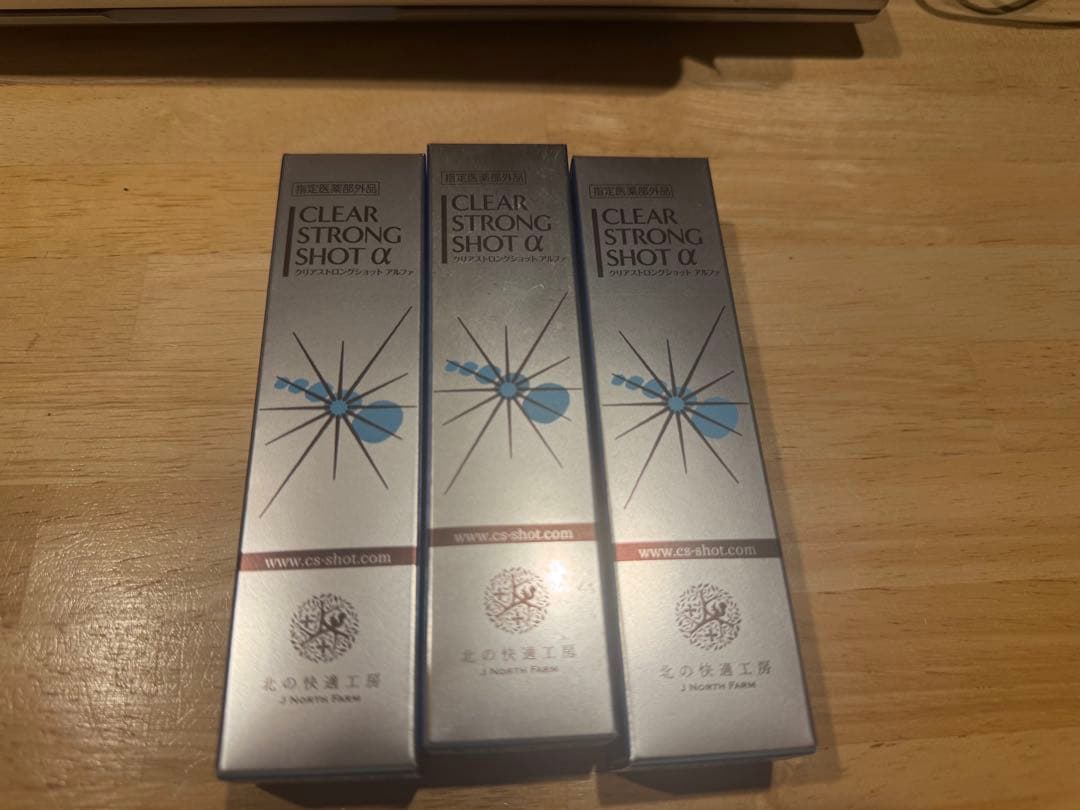 指定医薬部外品
CLEAR
STRONG
SHOT α
クリアストロングショット アルファ
www.cs-shot.com
北の快適工房
J NORTH FARM
指定医薬部外品
CLEAR
STRONG
SHOT α
クリアストロングショット アルファ
www.cs-shot.com
北の快適工房
J NORTH FARM
指定医薬部外品
CLEAR
STRONG
SHOT α
クリアストロングショット アルファ
www.cs-shot.com
北の快適工房
J NORTH FARM